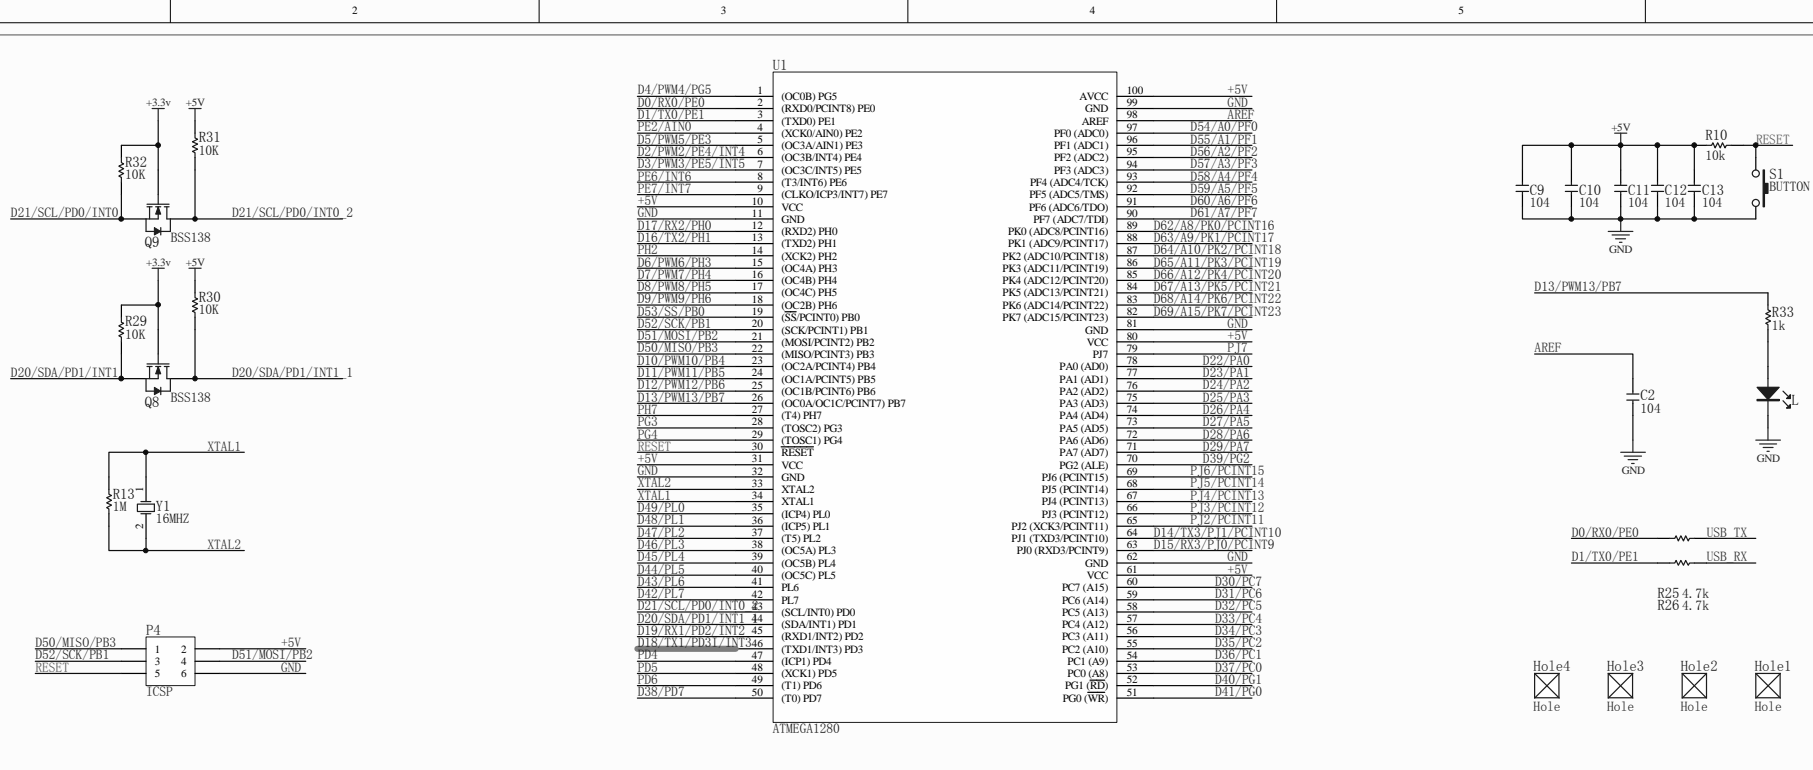 2 3 4 5
+3.3v +5V
R31
10K
R32
10K
D21/SCL/PD0/INT0 D21/SCL/PD0/INT0_2
Q9 BSS138
+3.3v +5V
R30
10K
R29
10K
D20/SDA/PD1/INT1 D20/SDA/PD1/INT1_1
Q8 BSS138
XTAL1
R13 1
1M
Y1
16MHZ
2
XTAL2
P4
D50/MISO/PB3 1 2 +5V
D52/SCK/PB1 3 4 D51/MOSI/PB2
RESET 5 6 GND
ICSP
U1
D4/PWM4/PG5 1 (OC0B) PG5
D0/RX0/PE0 2 (RXD0/PCINT8) PE0
D1/TX0/PE1 3 (TXD0) PE1
PE2/AIN0 4 (XCK0/AIN0) PE2
D5/PWM5/PE3 5 (OC3A/AIN1) PE3
D2/PWM2/PE4/INT4 6 (OC3B/INT4) PE4
D3/PWM3/PE5/INT5 7 (OC3C/INT5) PE5
PE6/INT6 8 (T3/INT6) PE6
PE7/INT7 9 (CLKO/ICP3/INT7) PE7
+5V 10 VCC
GND 11 GND
D17/RX2/PH0 12 (RXD2) PH0
D16/TX2/PH1 13 (TXD2) PH1
PH2 14 (XCK2) PH2
D6/PWM6/PH3 15 (OC4A) PH3
D7/PWM7/PH4 16 (OC4B) PH4
D8/PWM8/PH5 17 (OC4C) PH5
D9/PWM9/PH6 18 (OC2B) PH6
D53/SS/PB0 19 (SS/PCINT0) PB0
D52/SCK/PB1 20 (SCK/PCINT1) PB1
D51/MOSI/PB2 21 (MOSI/PCINT2) PB2
D50/MISO/PB3 22 (MISO/PCINT3) PB3
D10/PWM10/PB4 23 (OC2A/PCINT4) PB4
D11/PWM11/PB5 24 (OC1A/PCINT5) PB5
D12/PWM12/PB6 25 (OC1B/PCINT6) PB6
D13/PWM13/PB7 26 (OC0A/OC1C/PCINT7) PB7
PH7 27 (T4) PH7
PG3 28 (TOSC2) PG3
PG4 29 (TOSC1) PG4
RESET 30 RESET
+5V 31 VCC
GND 32 GND
XTAL2 33 XTAL2
XTAL1 34 XTAL1
D49/PL0 35 (ICP4) PL0
D48/PL1 36 (ICP5) PL1
D47/PL2 37 (T5) PL2
D46/PL3 38 (OC5A) PL3
D45/PL4 39 (OC5B) PL4
D44/PL5 40 (OC5C) PL5
D43/PL6 41 PL6
D42/PL7 42 PL7
D21/SCL/PD0/INT0 43 (SCL/INT0) PD0
D20/SDA/PD1/INT1 44 (SDA/INT1) PD1
D19/RX1/PD2/INT2 45 (RXD1/INT2) PD2
D18/TX1/PD3I/INT3 46 (TXD1/INT3) PD3
PD4 47 (ICP1) PD4
PD5 48 (XCK1) PD5
PD6 49 (T1) PD6
D38/PD7 50 (T0) PD7
AVCC 100 +5V
GND 99 GND
AREF 98 AREF
PF0 (ADC0) 97 D54/A0/PF0
PF1 (ADC1) 96 D55/A1/PF1
PF2 (ADC2) 95 D56/A2/PF2
PF3 (ADC3) 94 D57/A3/PF3
PF4 (ADC4/TCK) 93 D58/A4/PF4
PF5 (ADC5/TMS) 92 D59/A5/PF5
PF6 (ADC6/TDO) 91 D60/A6/PF6
PF7 (ADC7/TDI) 90 D61/A7/PF7
PK0 (ADC8/PCINT16) 89 D62/A8/PK0/PCINT16
PK1 (ADC9/PCINT17) 88 D63/A9/PK1/PCINT17
PK2 (ADC10/PCINT18) 87 D64/A10/PK2/PCINT18
PK3 (ADC11/PCINT19) 86 D65/A11/PK3/PCINT19
PK4 (ADC12/PCINT20) 85 D66/A12/PK4/PCINT20
PK5 (ADC13/PCINT21) 84 D67/A13/PK5/PCINT21
PK6 (ADC14/PCINT22) 83 D68/A14/PK6/PCINT22
PK7 (ADC15/PCINT23) 82 D69/A15/PK7/PCINT23
GND 81 GND
VCC 80 +5V
PJ7 79 PJ7
PA0 (AD0) 78 D22/PA0
PA1 (AD1) 77 D23/PA1
PA2 (AD2) 76 D24/PA2
PA3 (AD3) 75 D25/PA3
PA4 (AD4) 74 D26/PA4
PA5 (AD5) 73 D27/PA5
PA6 (AD6) 72 D28/PA6
PA7 (AD7) 71 D29/PA7
PG2 (ALE) 70 D39/PG2
PJ6 (PCINT15) 69 PJ6/PCINT15
PJ5 (PCINT14) 68 PJ5/PCINT14
PJ4 (PCINT13) 67 PJ4/PCINT13
PJ3 (PCINT12) 66 PJ3/PCINT12
PJ2 (XCK3/PCINT11) 65 PJ2/PCINT11
PJ1 (TXD3/PCINT10) 64 D14/TX3/PJ1/PCINT10
PJ0 (RXD3/PCINT9) 63 D15/RX3/PJ0/PCINT9
GND 62 GND
VCC 61 +5V
PC7 (A15) 60 D30/PC7
PC6 (A14) 59 D31/PC6
PC5 (A13) 58 D32/PC5
PC4 (A12) 57 D33/PC4
PC3 (A11) 56 D34/PC3
PC2 (A10) 55 D35/PC2
PC1 (A9) 54 D36/PC1
PC0 (A8) 53 D37/PC0
PG1 (RD) 52 D40/PG1
PG0 (WR) 51 D41/PG0
ATMEGA1280
+5V
R10
10k
RESET
C9 C10 C11 C12 C13
104 104 104 104 104
S1
BUTTON
GND
D13/PWM13/PB7
R33
1k
AREF
C2
104
L
GND
GND
D0/RX0/PE0 USB_TX
D1/TX0/PE1 USB_RX
R25 4.7k
R26 4.7k
Hole4 Hole3 Hole2 Hole1
Hole Hole Hole Hole